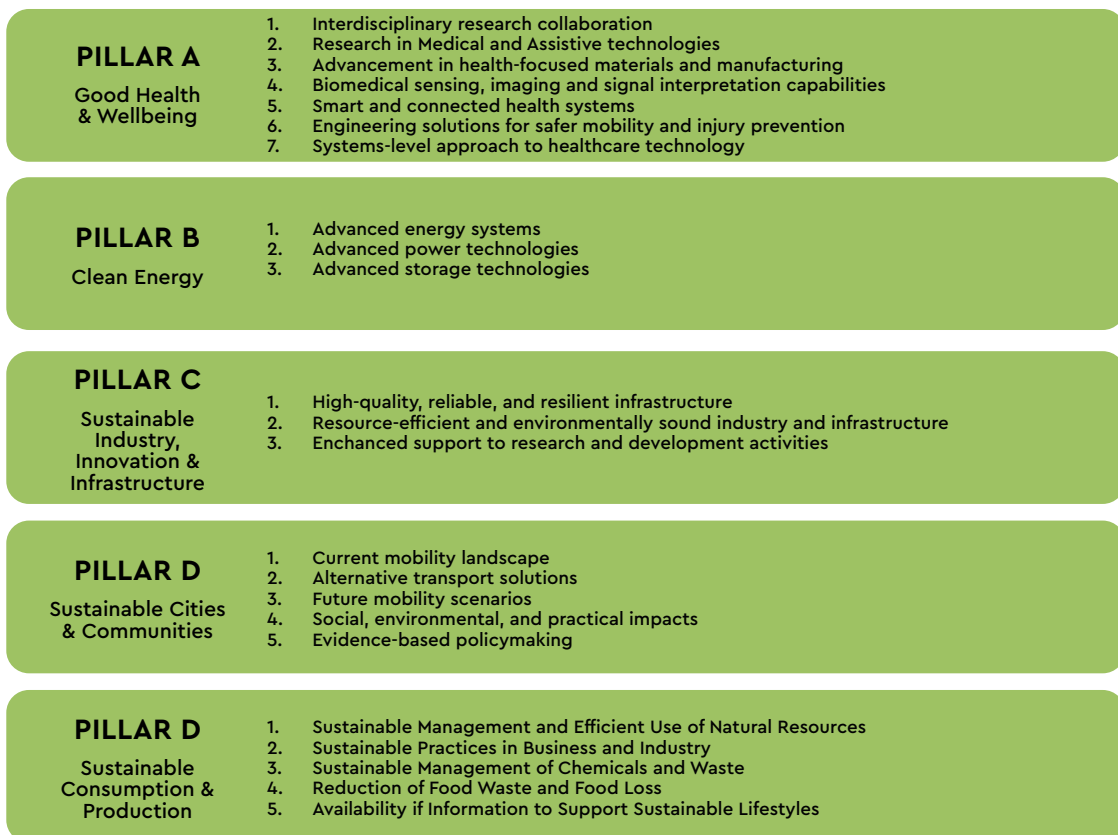 PILLAR A
Good Health
& Wellbeing
1. Interdisciplinary research collaboration
2. Research in Medical and Assistive technologies
3. Advancement in health-focused materials and manufacturing
4. Biomedical sensing, imaging and signal interpretation capabilities
5. Smart and connected health systems
6. Engineering solutions for safer mobility and injury prevention
7. Systems-level approach to healthcare technology
PILLAR B
Clean Energy
1. Advanced energy systems
2. Advanced power technologies
3. Advanced storage technologies
PILLAR C
Sustainable
Industry,
Innovation &
Infrastructure
1. High-quality, reliable, and resilient infrastructure
2. Resource-efficient and environmentally sound industry and infrastructure
3. Enchanced support to research and development activities
PILLAR D
Sustainable Cities
& Communities
1. Current mobility landscape
2. Alternative transport solutions
3. Future mobility scenarios
4. Social, environmental, and practical impacts
5. Evidence-based policymaking
PILLAR D
Sustainable
Consumption &
Production
1. Sustainable Management and Efficient Use of Natural Resources
2. Sustainable Practices in Business and Industry
3. Sustainable Management of Chemicals and Waste
4. Reduction of Food Waste and Food Loss
5. Availability if Information to Support Sustainable Lifestyles